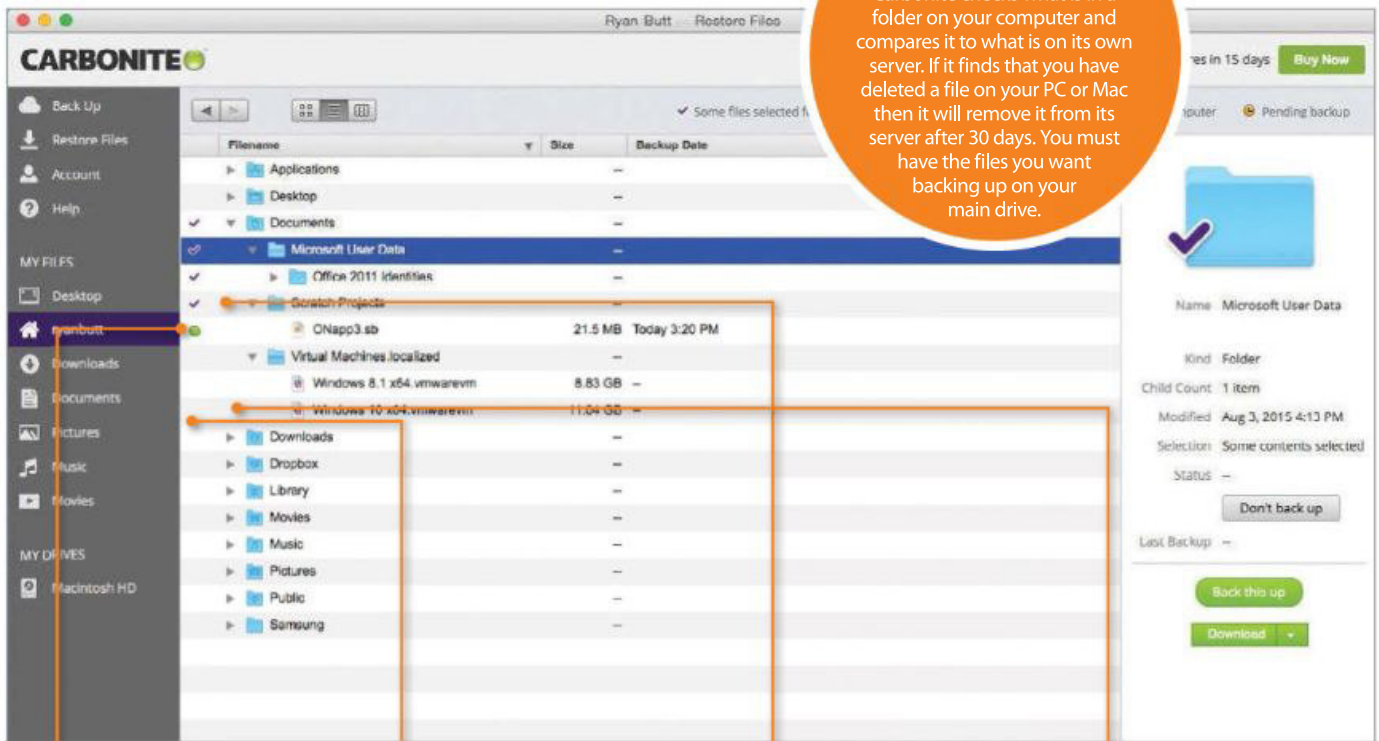 Ryan Butt Restore Files
folder on your computer and
compares it to what is on its own
server. If it finds that you have
deleted a file on your PC or Mac
then it will remove it from its
server after 30 days. You must
have the files you want
backing up on your
main drive.
CARBONITE
in 15 days Buy Now
Back Up
Restore Files
Account
Help
MY FILES
Desktop
ryanbutt
Downloads
Documents
Pictures
Music
Movies
MY DRIVES
Macintosh HD
✓ Some files selected
Pending backup
Filename ▼ Size Backup Date
Applications --
Desktop --
Documents --
Microsoft User Data --
Office 2011 Identities --
Scratch Projects --
ONapp3.sb 21.5 MB Today 3:20 PM
Virtual Machines.localized --
Windows 8.1 x64.vmwarevm 8.83 GB --
Windows 10 x64.vmwarevm 11.04 GB --
Downloads --
Dropbox --
Library --
Movies --
Music --
Pictures --
Public --
Samsung --
Name Microsoft User Data
Kind Folder
Child Count 1 item
Modified Aug 3, 2015 4:13 PM
Selection Some contents selected
Status --
Don't back up
Last Backup --
Back this up
Download